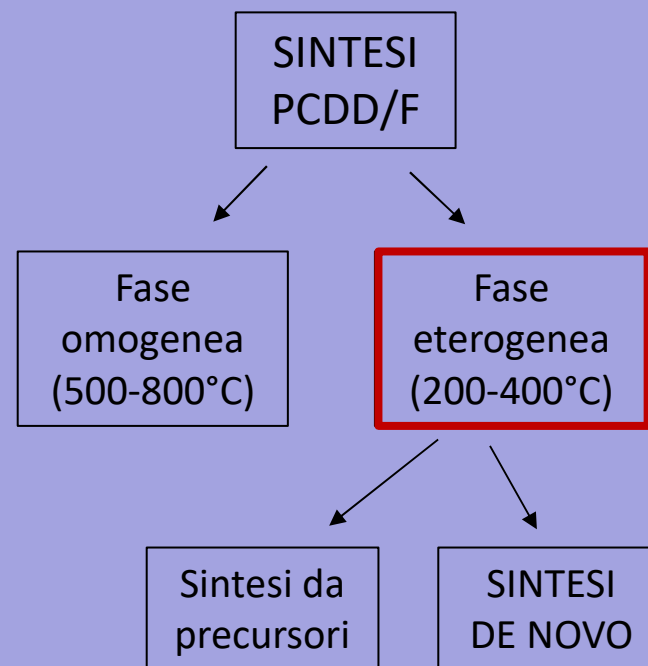 SINTESI
PCDD/F
Fase
omogenea
(500-800°C)
Fase
eterogenea
(200-400°C)
Sintesi da
precursori
SINTESI
DE NOVO